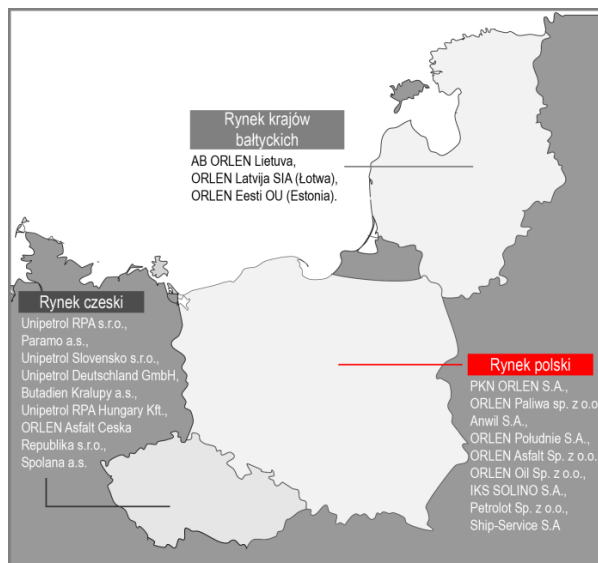 Rynek krajów
bałtyckich
AB ORLEN Lietuva,
ORLEN Latvija SIA (Łotwa),
ORLEN Eesti OU (Estonia).
Rynek czeski
Unipetrol RPA s.r.o.,
Paramo a.s.,
Unipetrol Slovensko s.r.o.,
Unipetrol Deutschland GmbH,
Butadien Kralupy a.s.,
Unipetrol RPA Hungary Kft.,
ORLEN Asfalt Ceska
Republika s.r.o.,
Spolana a.s.
Rynek polski
PKN ORLEN S.A.,
ORLEN Paliwa sp. z o.o
Anwil S.A.,
ORLEN Południe S.A.,
ORLEN Asfalt Sp. z o.o.
ORLEN Oil Sp. z o.o.,
IKS SOLINO S.A.,
Petrolot Sp. z o.o.,
Ship-Service S.A